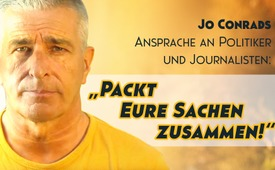 Jo Conrads
Ansprache an Politiker
und Journalisten:
„Packt
Eure Sachen
zusammen!“